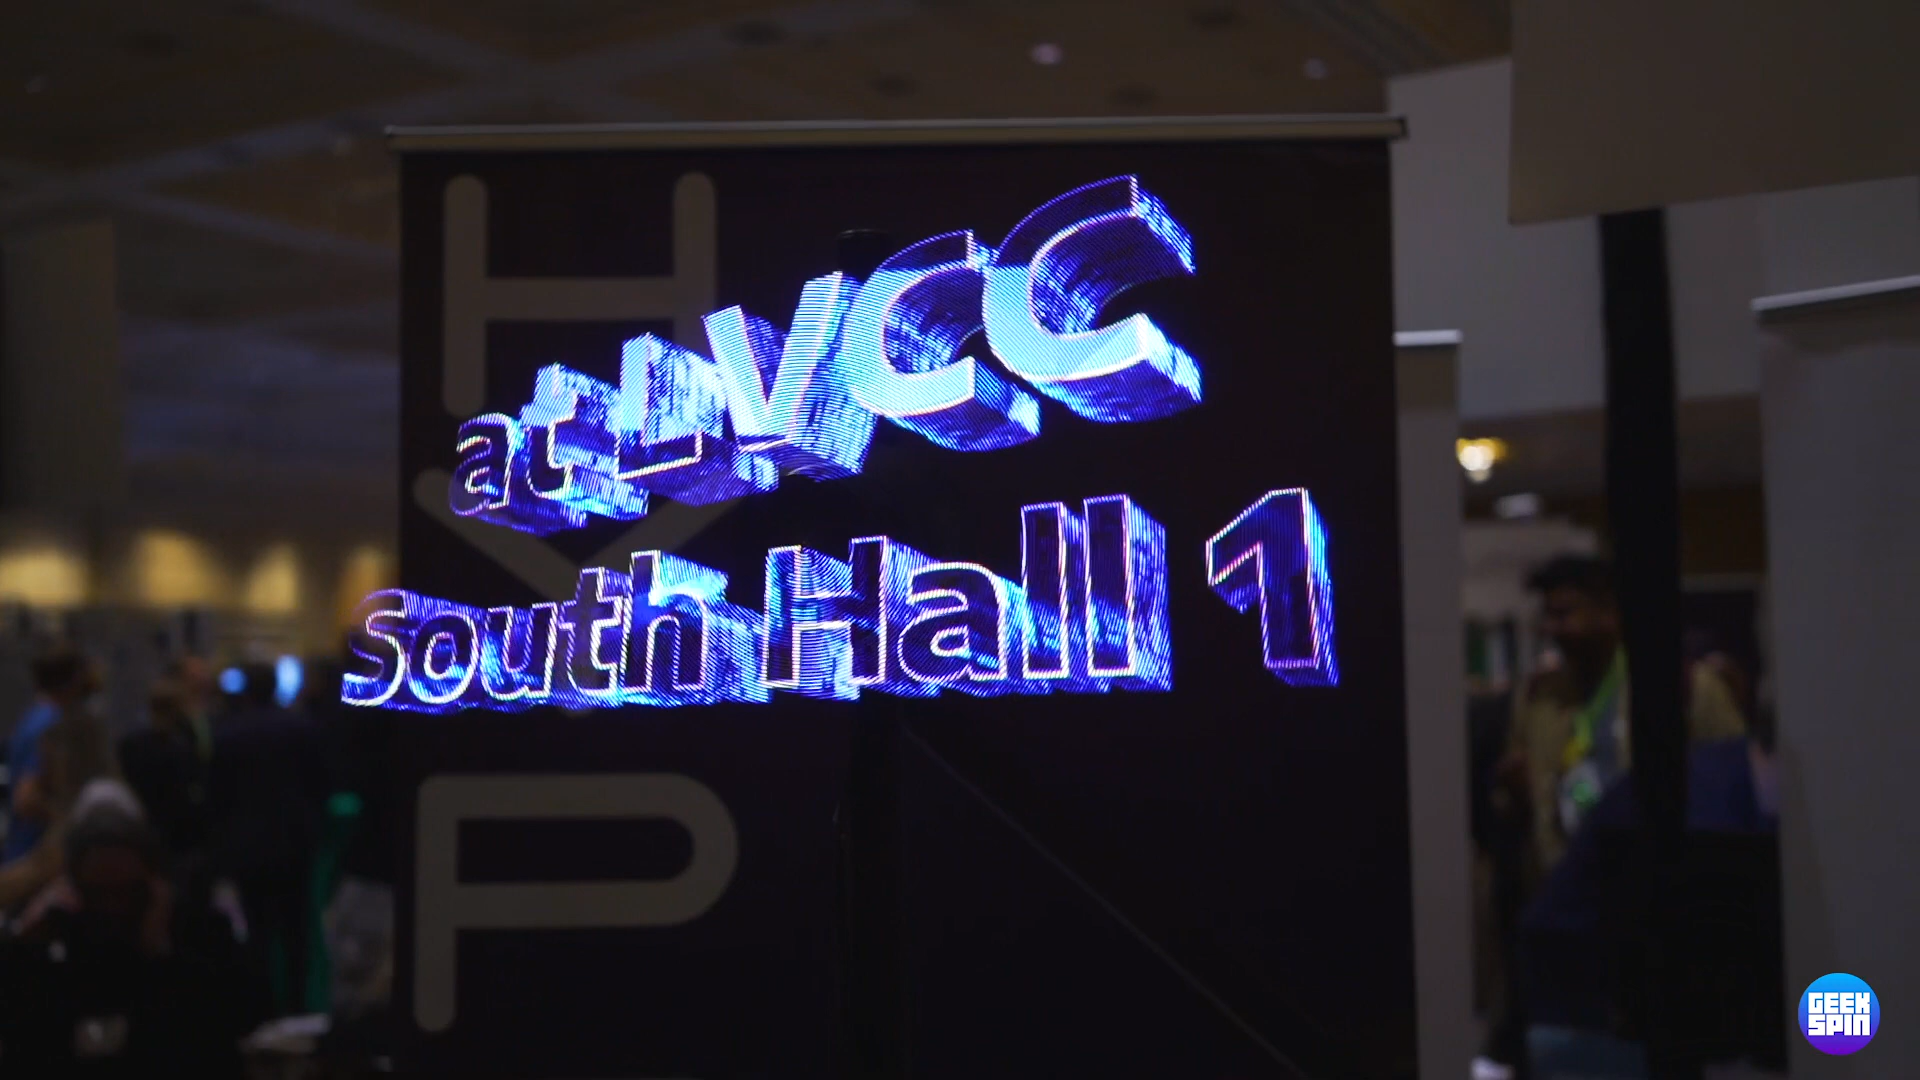 at LVCC
South Hall 1
H
Y
P
GEEK
SPIN